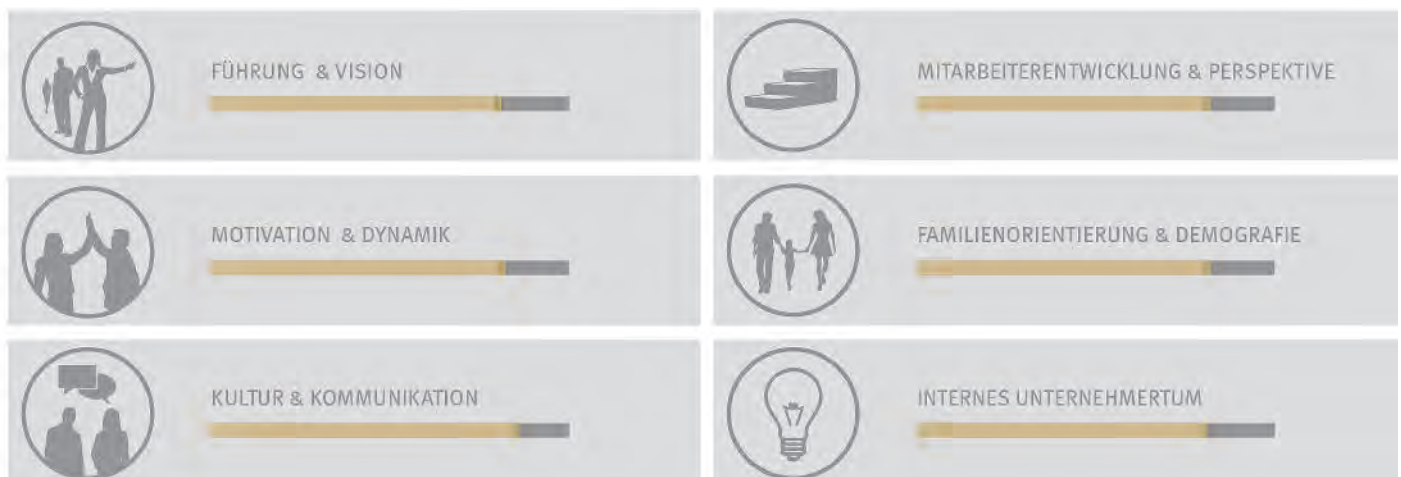 FÜHRUNG & VISION
MITARBEITERENTWICKLUNG & PERSPEKTIVE
MOTIVATION & DYNAMIK
FAMILIENORIENTIERUNG & DEMOGRAFIE
KULTUR & KOMMUNIKATION
INTERNES UNTERNEHMERTUM